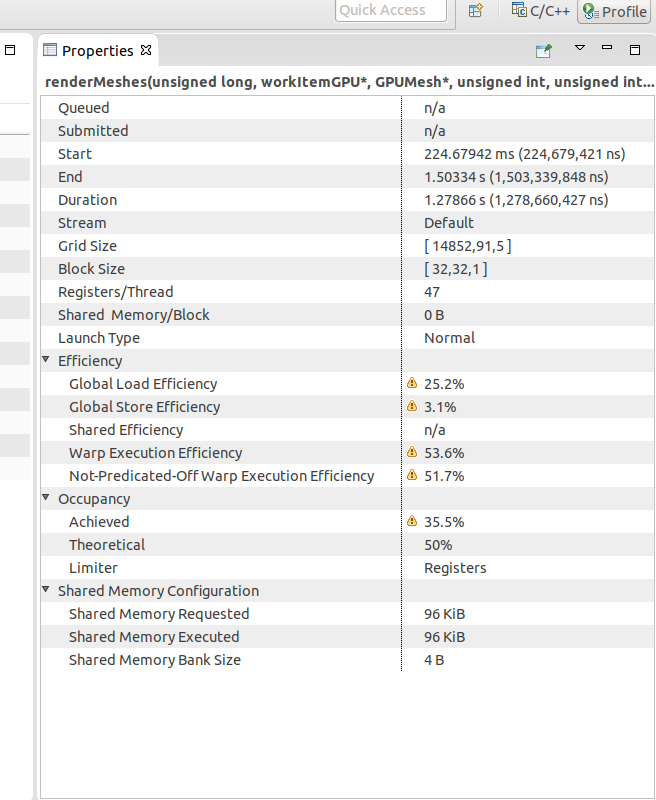 Quick Access
C/C++
Profile
Properties
renderMeshes(unsigned long, workItemGPU*, GPUMesh*, unsigned int, unsigned int...
Queued n/a
Submitted n/a
Start 224.67942 ms (224,679,421 ns)
End 1.50334 s (1,503,339,848 ns)
Duration 1.27866 s (1,278,660,427 ns)
Stream Default
Grid Size [ 14852,91,5 ]
Block Size [ 32,32,1 ]
Registers/Thread 47
Shared Memory/Block 0 B
Launch Type Normal
Efficiency
Global Load Efficiency 25.2%
Global Store Efficiency 3.1%
Shared Efficiency n/a
Warp Execution Efficiency 53.6%
Not-Predicated-Off Warp Execution Efficiency 51.7%
Occupancy
Achieved 35.5%
Theoretical 50%
Limiter Registers
Shared Memory Configuration
Shared Memory Requested 96 KiB
Shared Memory Executed 96 KiB
Shared Memory Bank Size 4 B